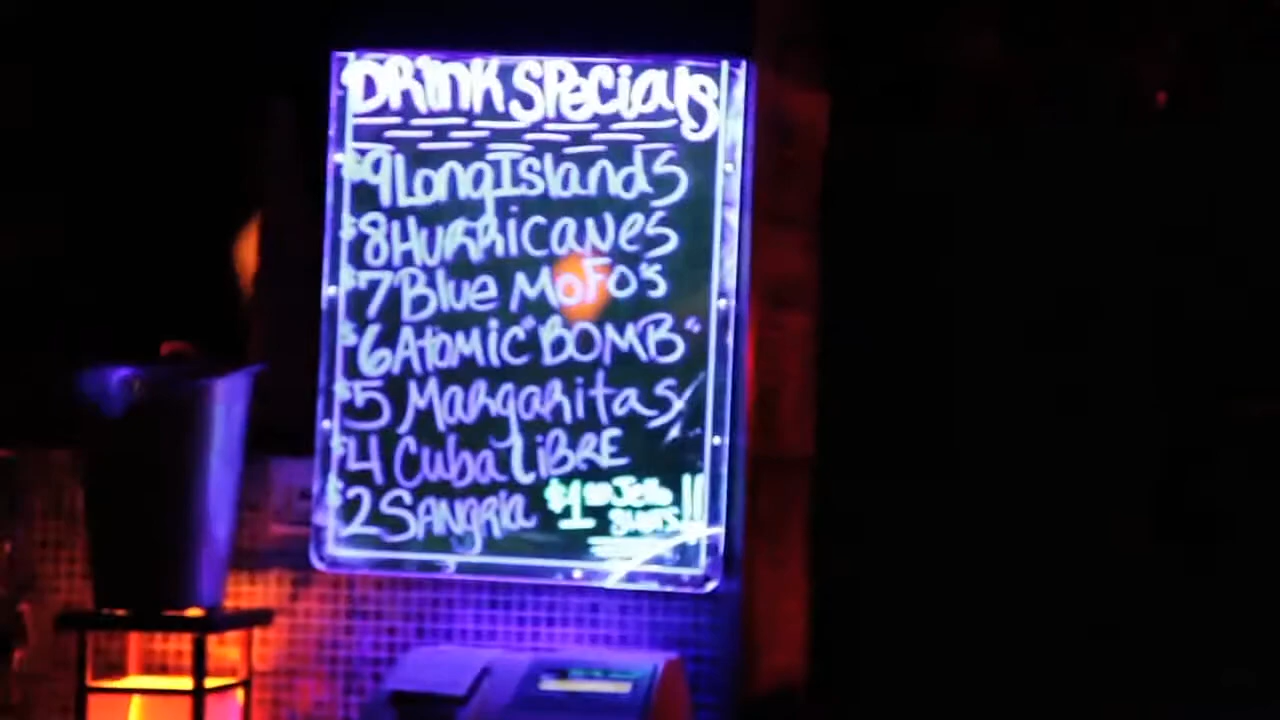 DRINK SPECIALS
$9 Long Islands
$8 HURRICANES
$7 Blue MoFo's
$6 Atomic "BOMB"
$5 Margaritas
$4 Cuba LiBRE
$2 SANgRia
$1.00 Jello
SHOTS!!